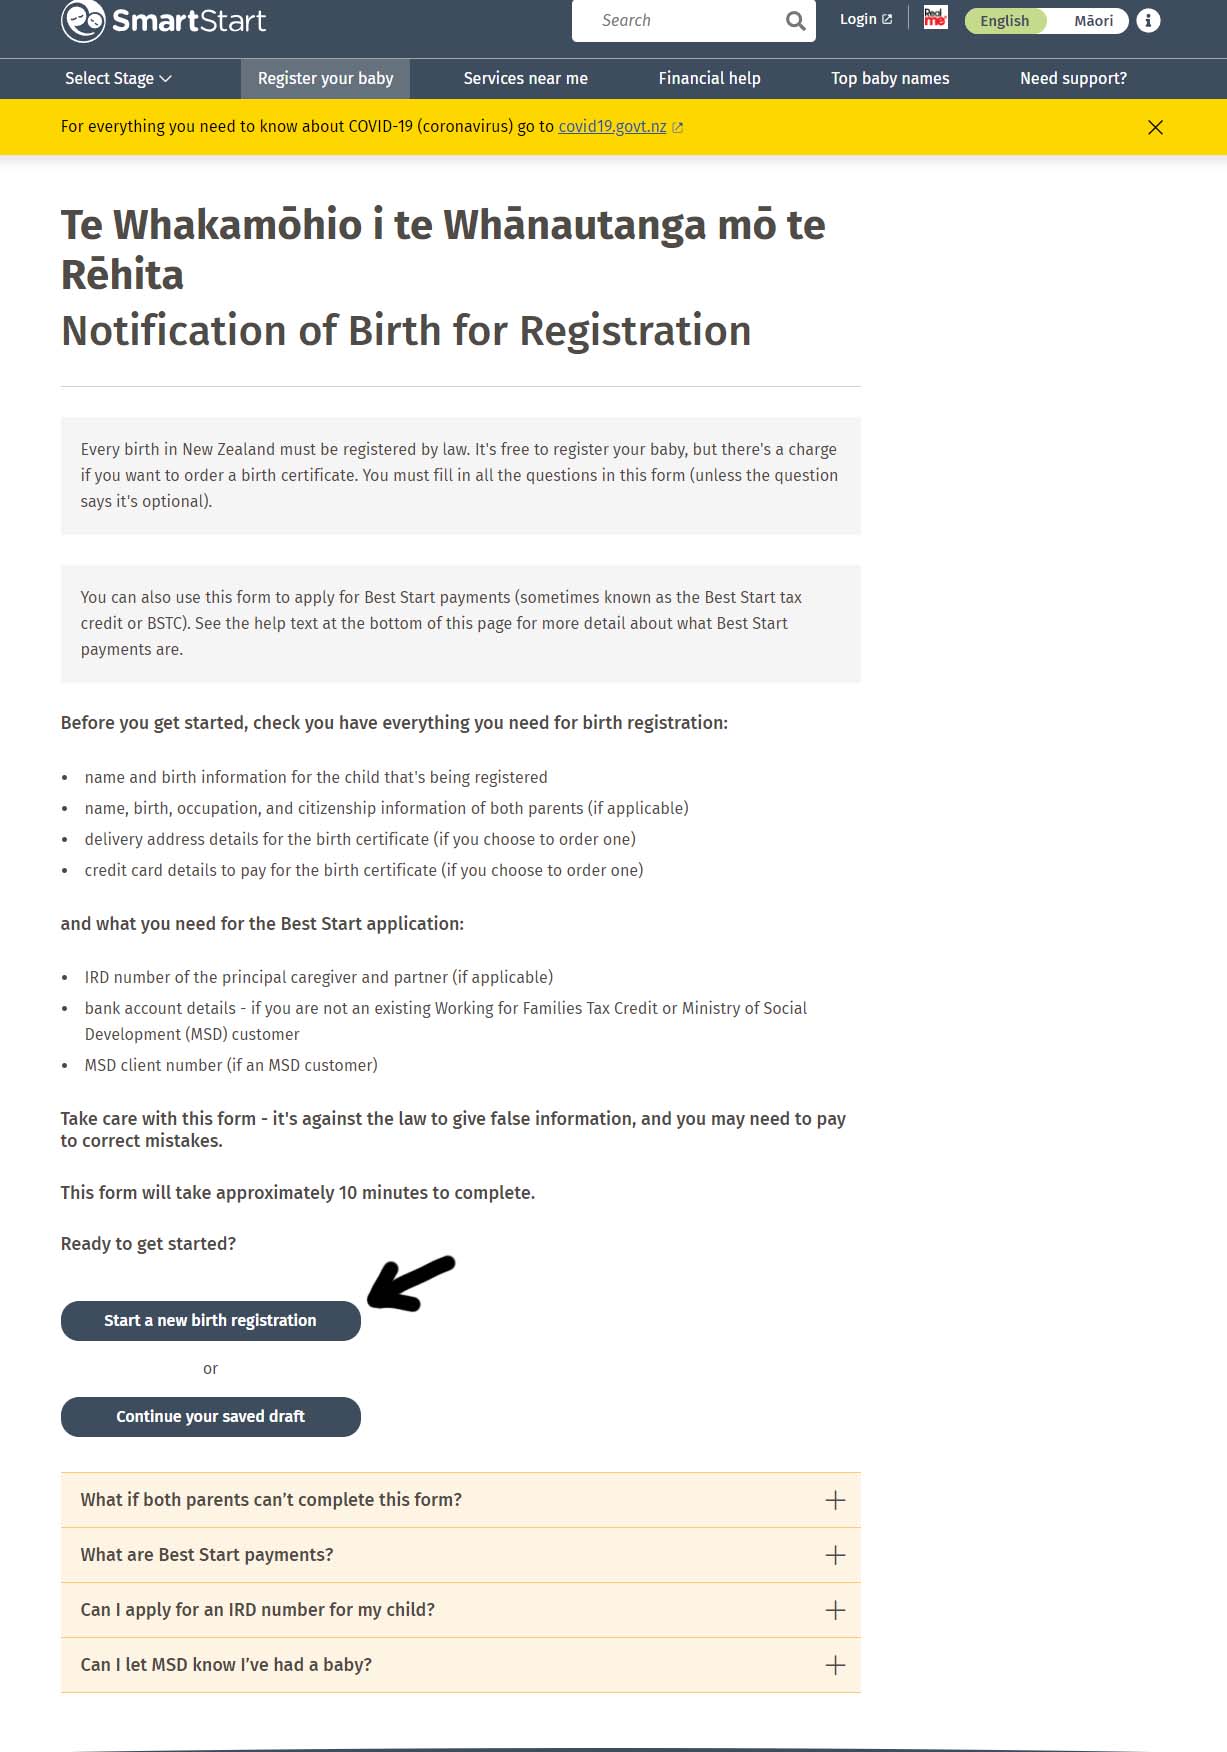 SmartStart
Search
Login
Real me
English
Māori
i
Select Stage
Register your baby
Services near me
Financial help
Top baby names
Need support?
For everything you need to know about COVID-19 (coronavirus) go to covid19.govt.nz
Te Whakamōhio i te Whānautanga mō te
Rēhita
Notification of Birth for Registration
Every birth in New Zealand must be registered by law. It's free to register your baby, but there's a charge
if you want to order a birth certificate. You must fill in all the questions in this form (unless the question
says it's optional).
You can also use this form to apply for Best Start payments (sometimes known as the Best Start tax
credit or BSTC). See the help text at the bottom of this page for more detail about what Best Start
payments are.
Before you get started, check you have everything you need for birth registration:
• name and birth information for the child that's being registered
• name, birth, occupation, and citizenship information of both parents (if applicable)
• delivery address details for the birth certificate (if you choose to order one)
• credit card details to pay for the birth certificate (if you choose to order one)
and what you need for the Best Start application:
• IRD number of the principal caregiver and partner (if applicable)
• bank account details - if you are not an existing Working for Families Tax Credit or Ministry of Social
Development (MSD) customer
• MSD client number (if an MSD customer)
Take care with this form - it's against the law to give false information, and you may need to pay
to correct mistakes.
This form will take approximately 10 minutes to complete.
Ready to get started?
Start a new birth registration
or
Continue your saved draft
What if both parents can’t complete this form?
What are Best Start payments?
Can I apply for an IRD number for my child?
Can I let MSD know I’ve had a baby?